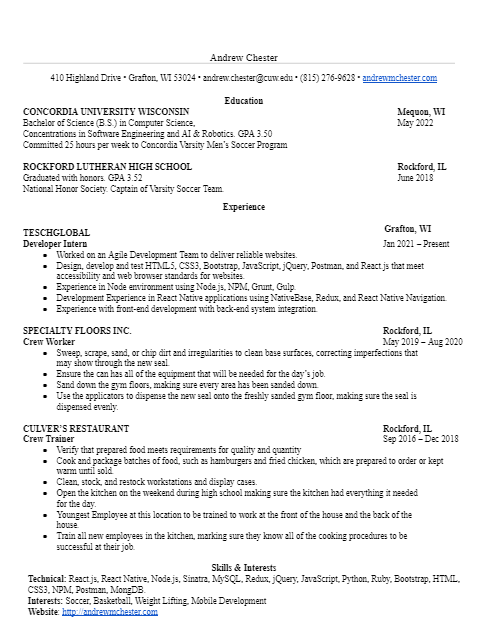 Andrew Chester
410 Highland Drive • Grafton, WI 53024 • andrew.chester@cuw.edu • (815) 276-9628 • andrewmchester.com
Education
CONCORDIA UNIVERSITY WISCONSIN Mequon, WI
Bachelor of Science (B.S.) in Computer Science, May 2022
Concentrations in Software Engineering and AI & Robotics. GPA 3.50
Committed 25 hours per week to Concordia Varsity Men's Soccer Program
ROCKFORD LUTHERAN HIGH SCHOOL Rockford, IL
Graduated with honors. GPA 3.52 June 2018
National Honor Society. Captain of Varsity Soccer Team.
Experience
TESCHGLOBAL Grafton, WI
Developer Intern Jan 2021 – Present
• Worked on an Agile Development Team to deliver reliable websites.
• Design, develop and test HTML5, CSS3, Bootstrap, JavaScript, jQuery, Postman, and React.js that meet
accessibility and web browser standards for websites.
• Experience in Node environment using Node.js, NPM, Grunt, Gulp.
• Development Experience in React Native applications using NativeBase, Redux, and React Native Navigation.
• Experience with front-end development with back-end system integration.
SPECIALTY FLOORS INC. Rockford, IL
Crew Worker May 2019 – Aug 2020
• Sweep, scrape, sand, or chip dirt and irregularities to clean base surfaces, correcting imperfections that
may show through the new seal.
• Ensure the can has all of the equipment that will be needed for the day's job.
• Sand down the gym floors, making sure every area has been sanded down.
• Use the applicators to dispense the new seal onto the freshly sanded gym floor, making sure the seal is
dispensed evenly.
CULVER'S RESTAURANT Rockford, IL
Crew Trainer Sep 2016 – Dec 2018
• Verify that prepared food meets requirements for quality and quantity
• Cook and package batches of food, such as hamburgers and fried chicken, which are prepared to order or kept
warm until sold.
• Clean, stock, and restock workstations and display cases.
• Open the kitchen on the weekend during high school making sure the kitchen had everything it needed
for the day.
• Youngest Employee at this location to be trained to work at the front of the house and the back of the
house.
• Train all new employees in the kitchen, marking sure they know all of the cooking procedures to be
successful at their job.
Skills & Interests
Technical: React.js, React Native, Node.js, Sinatra, MySQL, Redux, jQuery, JavaScript, Python, Ruby, Bootstrap, HTML,
CSS3, NPM, Postman, MongoDB.
Interests: Soccer, Basketball, Weight Lifting, Mobile Development
Website: http://andrewmchester.com